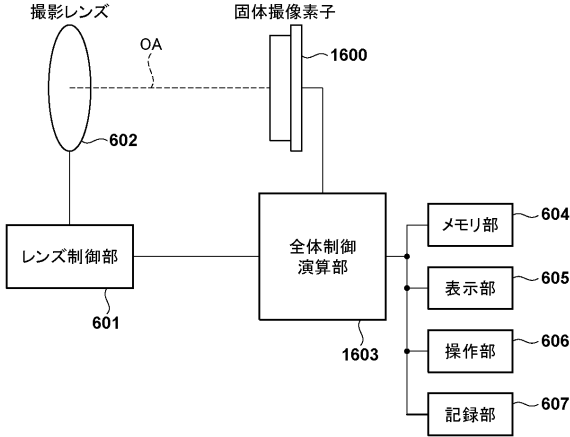 撮影レンズ
固体撮像素子
OA
1600
602
全体制御
演算部
604
メモリ部
レンズ制御部
605
表示部
601
1603
606
操作部
607
記録部